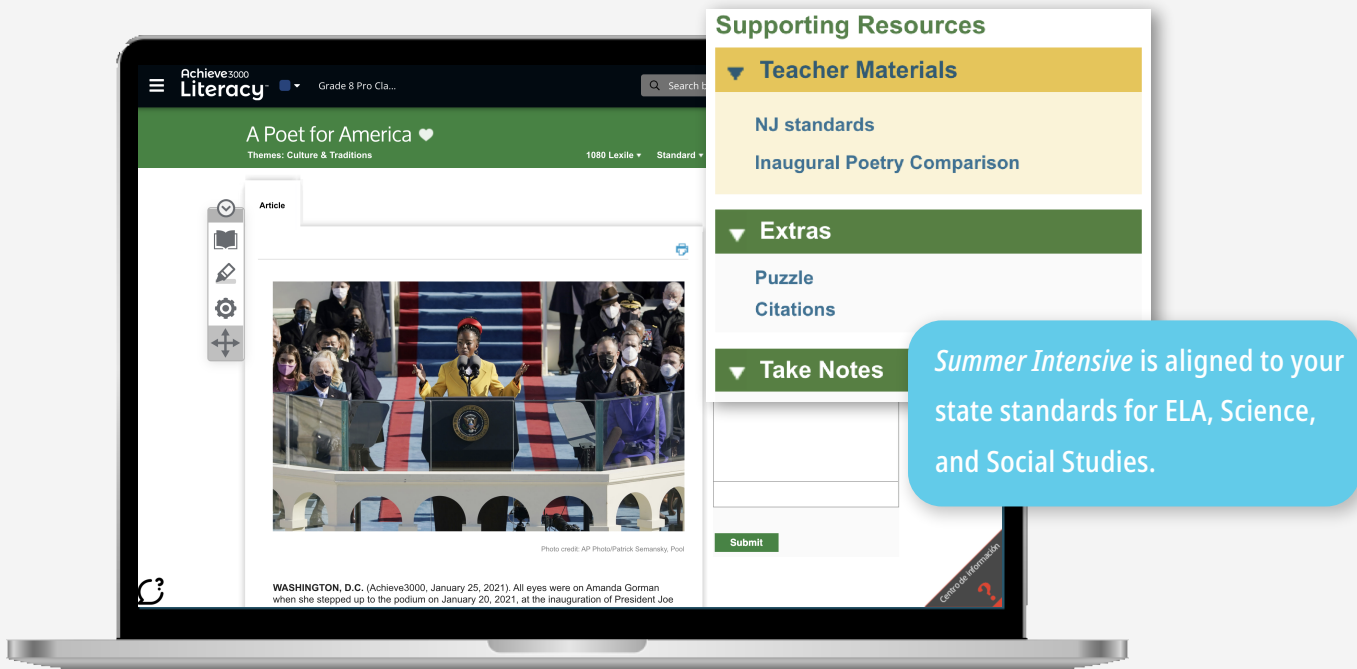 Achieve3000
Literacy
Grade 8 Pro Cla...
Search
A Poet for America
Themes: Culture & Traditions
1080 Lexile
Standard
Article
Photo credit: AP Photo/Patrick Semansky, Pool
WASHINGTON, D.C. (Achieve3000, January 25, 2021). All eyes were on Amanda Gorman
when she stepped up to the podium on January 20, 2021, at the inauguration of President Joe
Supporting Resources
Teacher Materials
NJ standards
Inaugural Poetry Comparison
Extras
Puzzle
Citations
Take Notes
Submit
Centro de información
Summer Intensive is aligned to your
state standards for ELA, Science,
and Social Studies.